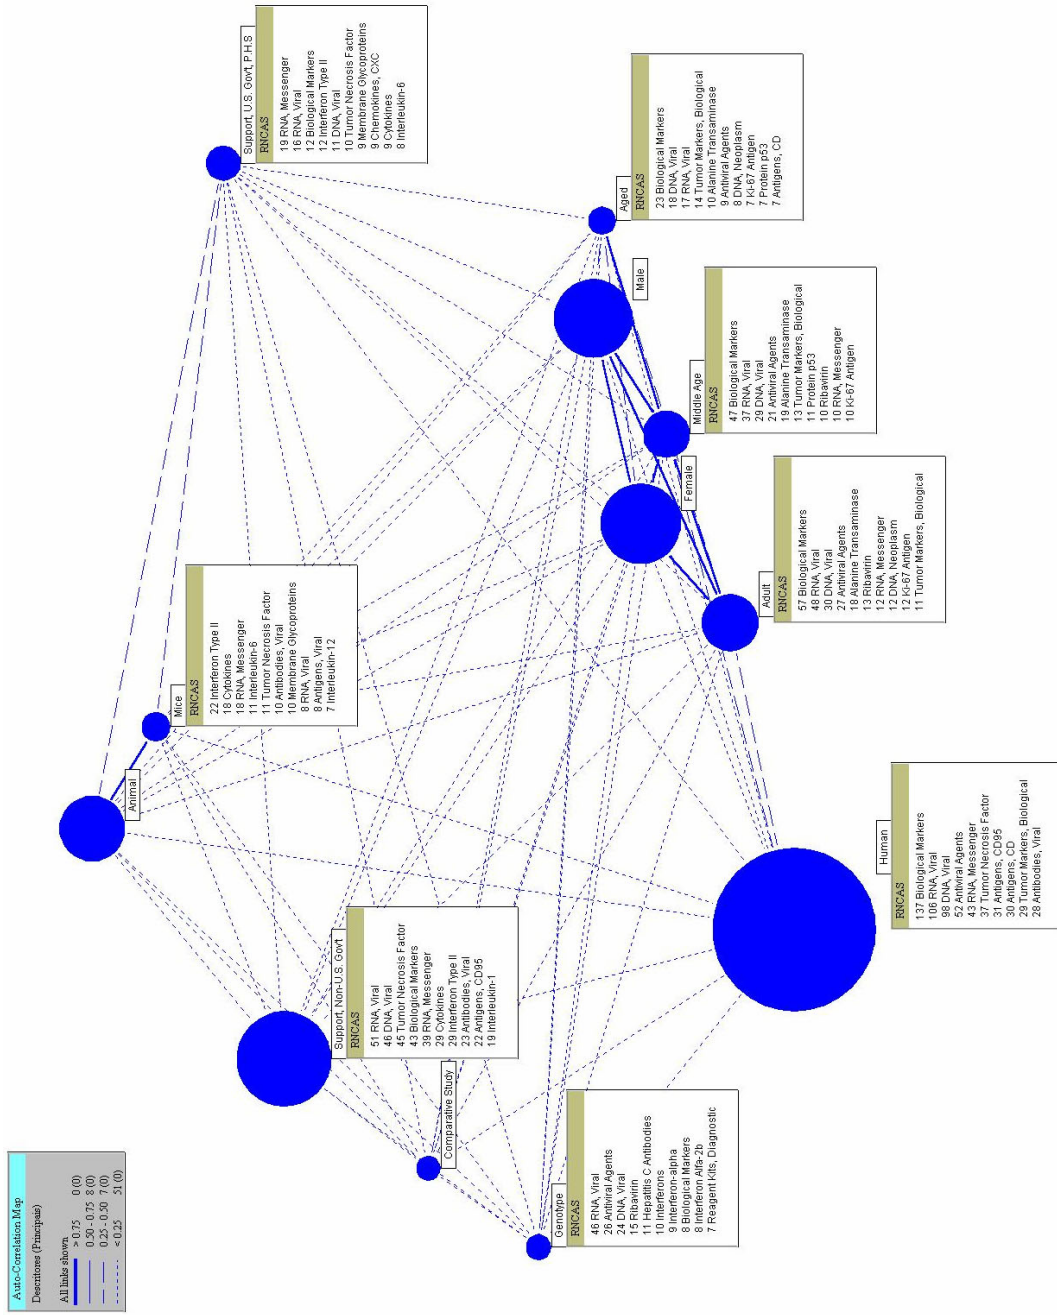 Auto-Correlation Map
Descritores (Principais)
All links shown
> 0.75 0 (0)
0.50 - 0.75 8 (0)
0.25 - 0.50 7 (0)
< 0.25 51 (0)
Genotype
RNCAS
46 RNA, Viral
26 Antiviral Agents
24 DNA, Viral
15 Ribavirin
11 Hepatitis C Antibodies
10 Interferons
9 Interferon-alpha
8 Biological Markers
8 Interferon Alfa-2b
7 Reagent Kits, Diagnostic
Comparative Study
Support, Non-U.S. Gov't
RNCAS
51 RNA, Viral
46 DNA, Viral
45 Tumor Necrosis Factor
43 Biological Markers
39 RNA, Messenger
29 Cytokines
29 Interferon Type II
23 Antibodies, Viral
22 Antigens, CD95
19 Interleukin-1
Human
RNCAS
137 Biological Markers
106 RNA, Viral
98 DNA, Viral
52 Antiviral Agents
43 RNA, Messenger
37 Tumor Necrosis Factor
31 Antigens, CD95
30 Antigens, CD
29 Tumor Markers, Biological
28 Antibodies, Viral
Animal
Mice
RNCAS
22 Interferon Type II
18 Cytokines
18 RNA, Messenger
11 Interleukin-6
11 Tumor Necrosis Factor
10 Antibodies, Viral
10 Membrane Glycoproteins
8 RNA, Viral
8 Antigens, Viral
7 Interleukin-12
Adult
RNCAS
57 Biological Markers
48 RNA, Viral
30 DNA, Viral
27 Antiviral Agents
18 Alanine Transaminase
13 Ribavirin
12 RNA, Messenger
12 DNA, Neoplasm
12 Ki-67 Antigen
11 Tumor Markers, Biological
Female
Middle Age
RNCAS
47 Biological Markers
37 RNA, Viral
29 DNA, Viral
21 Antiviral Agents
19 Alanine Transaminase
13 Tumor Markers, Biological
11 Protein p53
10 Ribavirin
10 RNA, Messenger
10 Ki-67 Antigen
Male
Aged
RNCAS
23 Biological Markers
18 DNA, Viral
17 RNA, Viral
14 Tumor Markers, Biological
10 Alanine Transaminase
9 Antiviral Agents
8 DNA, Neoplasm
7 Ki-67 Antigen
7 Protein p53
7 Antigens, CD
Support, U.S. Gov't, P.H.S
RNCAS
19 RNA, Messenger
16 RNA, Viral
12 Biological Markers
12 Interferon Type II
11 DNA, Viral
10 Tumor Necrosis Factor
9 Membrane Glycoproteins
9 Chemokines, CXC
9 Cytokines
8 Interleukin-6